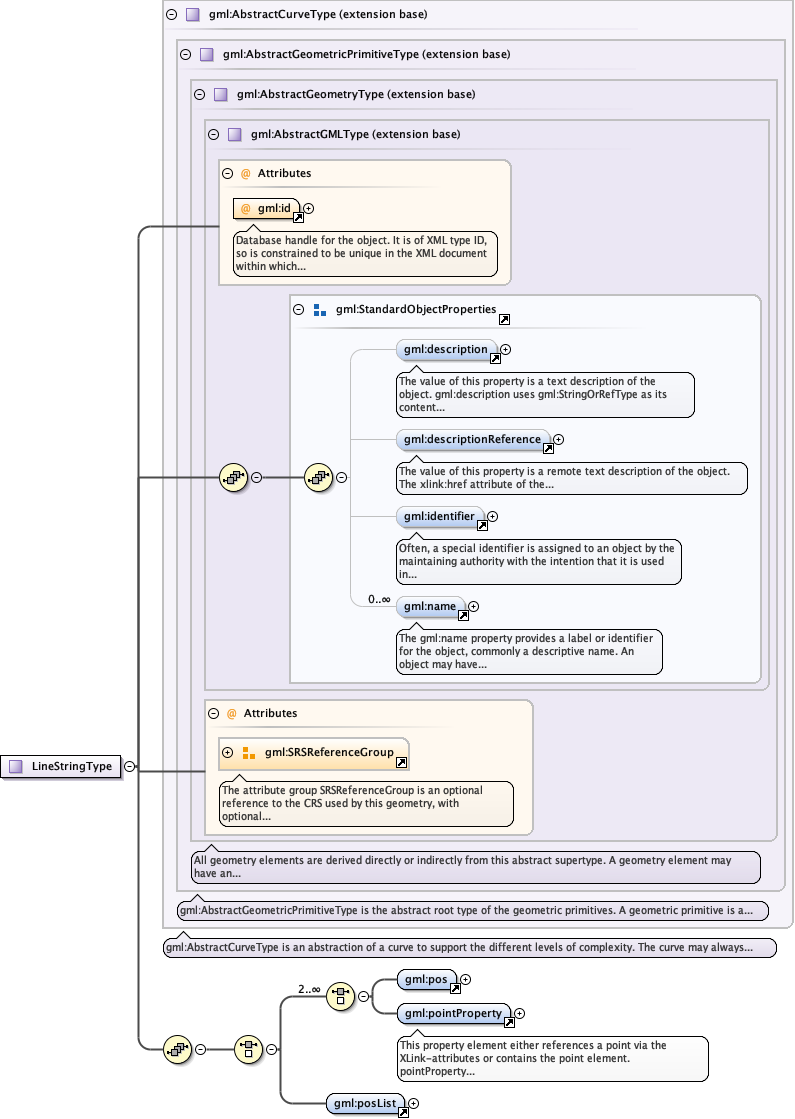 gml:AbstractCurveType (extension base)
gml:AbstractGeometricPrimitiveType (extension base)
gml:AbstractGeometryType (extension base)
gml:AbstractGMLType (extension base)
@ Attributes
@ gml:id
Database handle for the object. It is of XML type ID,
so is constrained to be unique in the XML document
within which...
gml:StandardObjectProperties
gml:description
The value of this property is a text description of the
object. gml:description uses gml:StringOrRefType as its
content...
gml:descriptionReference
The value of this property is a remote text description of the object.
The xlink:href attribute of the...
gml:identifier
Often, a special identifier is assigned to an object by the
maintaining authority with the intention that it is used
in...
0..∞
gml:name
The gml:name property provides a label or identifier
for the object, commonly a descriptive name. An
object may have...
@ Attributes
gml:SRSReferenceGroup
The attribute group SRSReferenceGroup is an optional
reference to the CRS used by this geometry, with
optional...
LineStringType
All geometry elements are derived directly or indirectly from this abstract supertype. A geometry element may
have an...
gml:AbstractGeometricPrimitiveType is the abstract root type of the geometric primitives. A geometric primitive is a...
gml:AbstractCurveType is an abstraction of a curve to support the different levels of complexity. The curve may always...
2..∞
gml:pos
gml:pointProperty
This property element either references a point via the
XLink-attributes or contains the point element.
pointProperty...
gml:posList